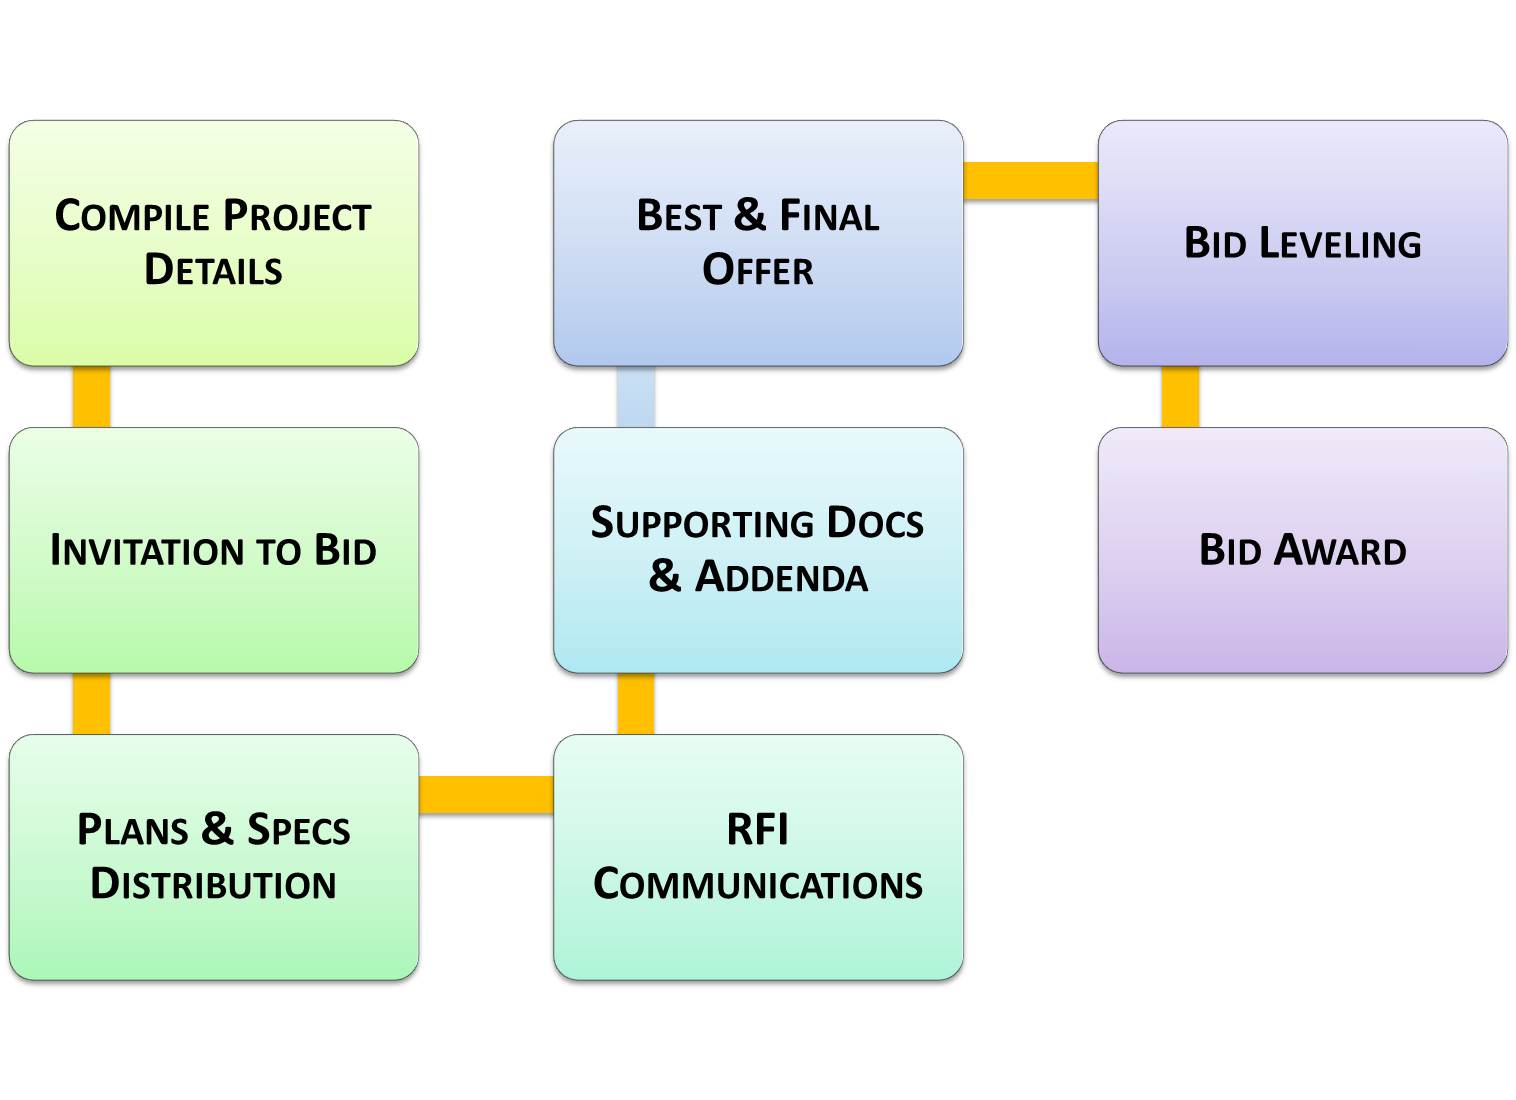 Compile Project
Details
Invitation to Bid
Plans & Specs
Distribution
RFI
Communications
Supporting Docs
& Addenda
Best & Final
Offer
Bid Leveling
Bid Award